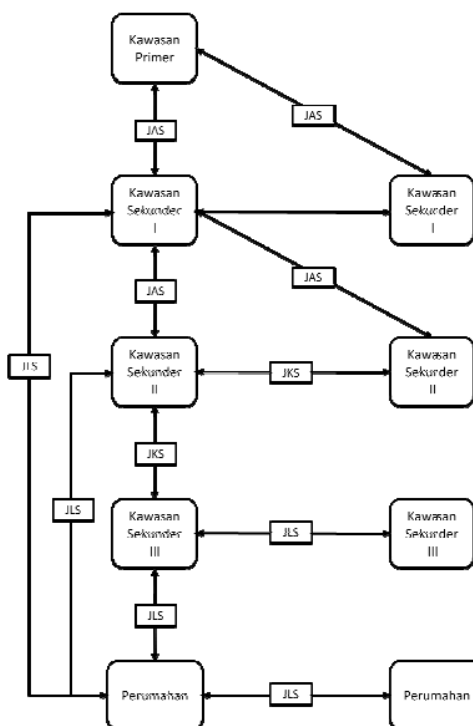 Kawasan
Primer
JAS
JAS
Kawasan
Sekunder
I
Kawasan
Sekunder
I
JAS
JAS
Kawasan
Sekunder
II
JKS
Kawasan
Sekunder
II
JLS
JLS
JKS
Kawasan
Sekunder
III
JLS
Kawasan
Sekunder
III
JLS
Perumahan
JLS
Perumahan